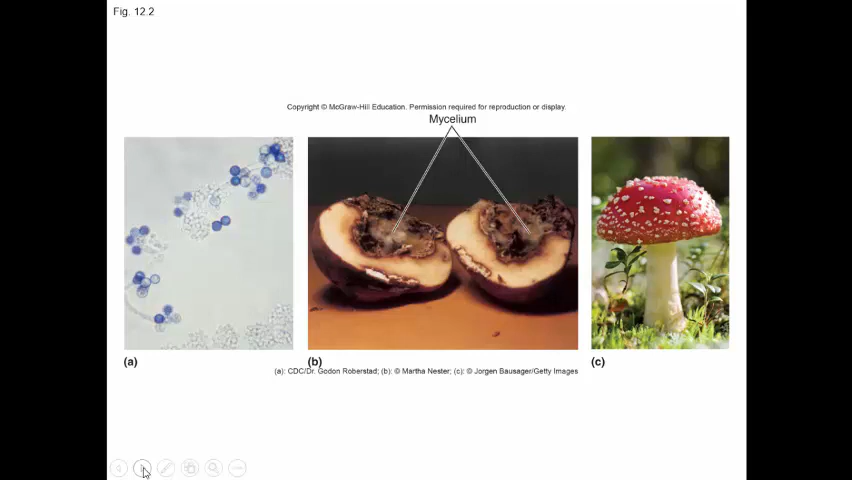 Fig. 12.2
Copyright © McGraw-Hill Education. Permission required for reproduction or display.
Mycelium
(a)
(b)
(c)
(a): CDC/Dr. Godon Roberstad; (b): © Martha Nester; (c): © Jorgen Bausager/Getty Images